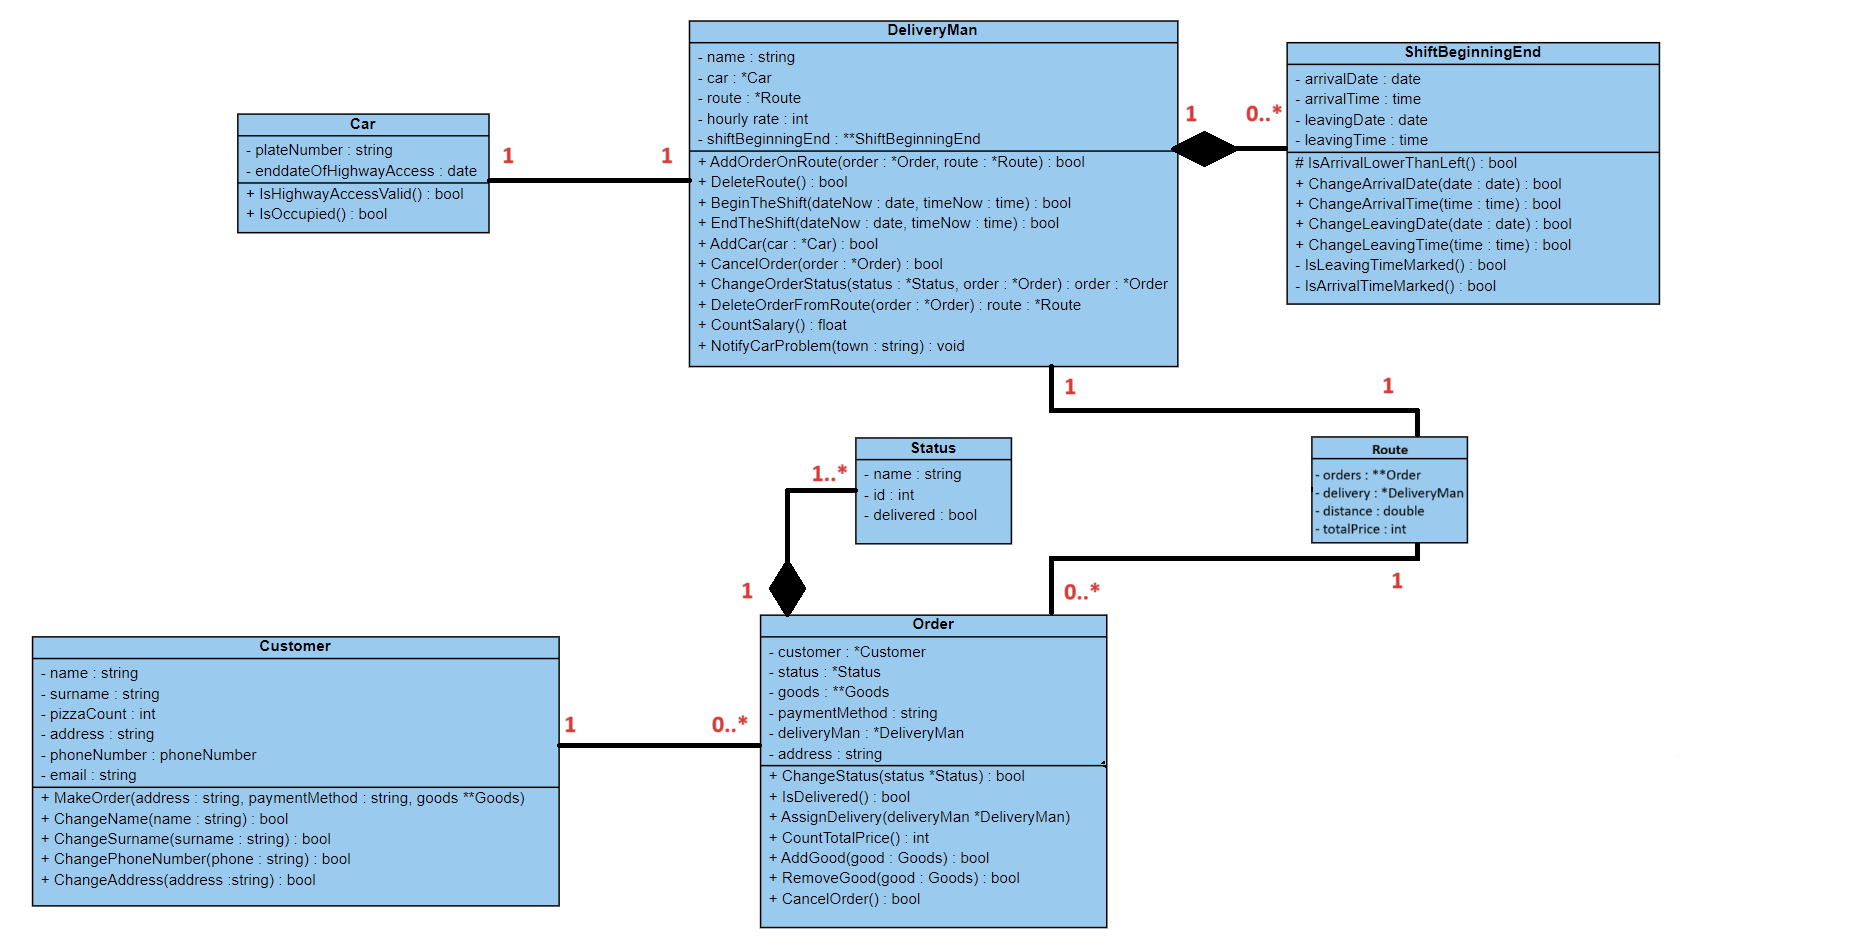 DeliveryMan
- name : string
- car : *Car
- route : *Route
- hourly rate : int
- shiftBeginningEnd : **ShiftBeginningEnd
+ AddOrderOnRoute(order : *Order, route : *Route) : bool
+ DeleteRoute() : bool
+ BeginTheShift(dateNow : date, timeNow : time) : bool
+ EndTheShift(dateNow : date, timeNow : time) : bool
+ AddCar(car : *Car) : bool
+ CancelOrder(order : *Order) : bool
+ ChangeOrderStatus(status : *Status, order : *Order) : order : *Order
+ DeleteOrderFromRoute(order : *Order) : route : *Route
+ CountSalary() : float
+ NotifyCarProblem(town : string) : void
1
0..*
ShiftBeginningEnd
- arrivalDate : date
- arrivalTime : time
- leavingDate : date
- leavingTime : time
# IsArrivalLowerThanLeft() : bool
+ ChangeArrivalDate(date : date) : bool
+ ChangeArrivalTime(time : time) : bool
+ ChangeLeavingDate(date : date) : bool
+ ChangeLeavingTime(time : time) : bool
- IsLeavingTimeMarked() : bool
- IsArrivalTimeMarked() : bool
Car
- plateNumber : string
- enddateOfHighwayAccess : date
+ IsHighwayAccessValid() : bool
+ IsOccupied() : bool
1
1
1
1
Status
- name : string
- id : int
- delivered : bool
1..*
1
Route
- orders : **Order
- delivery : *DeliveryMan
- distance : double
- totalPrice : int
1
0..*
Customer
- name : string
- surname : string
- pizzaCount : int
- address : string
- phoneNumber : phoneNumber
- email : string
+ MakeOrder(address : string, paymentMethod : string, goods **Goods)
+ ChangeName(name : string) : bool
+ ChangeSurname(surname : string) : bool
+ ChangePhoneNumber(phone : string) : bool
+ ChangeAddress(address :string) : bool
1
0..*
Order
- customer : *Customer
- status : *Status
- goods : **Goods
- paymentMethod : string
- deliveryMan : *DeliveryMan
- address : string
+ ChangeStatus(status *Status) : bool
+ IsDelivered() : bool
+ AssignDelivery(deliveryMan *DeliveryMan)
+ CountTotalPrice() : int
+ AddGood(good : Goods) : bool
+ RemoveGood(good : Goods) : bool
+ CancelOrder() : bool